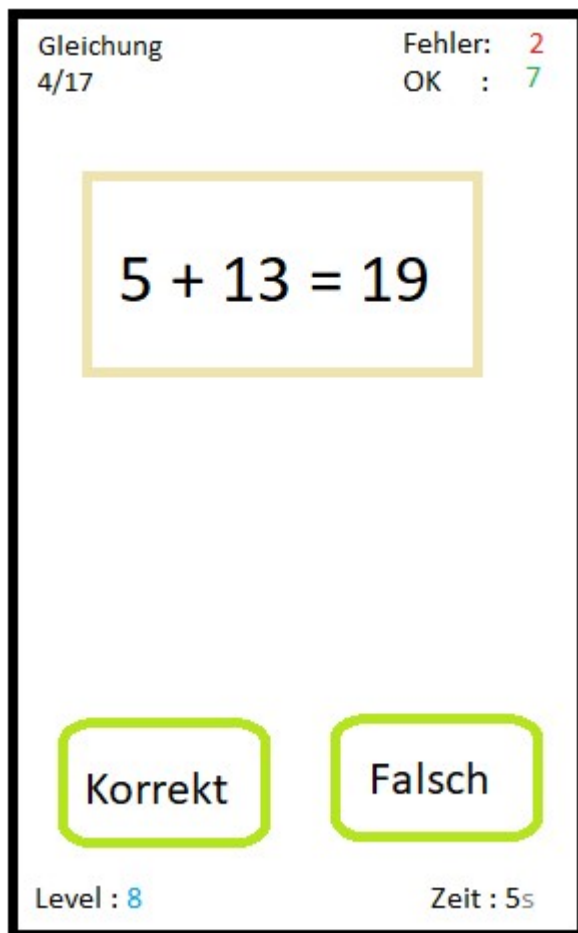 Gleichung
4/17
Fehler: 2
OK : 7
5 + 13 = 19
Korrekt
Falsch
Level : 8
Zeit : 5s